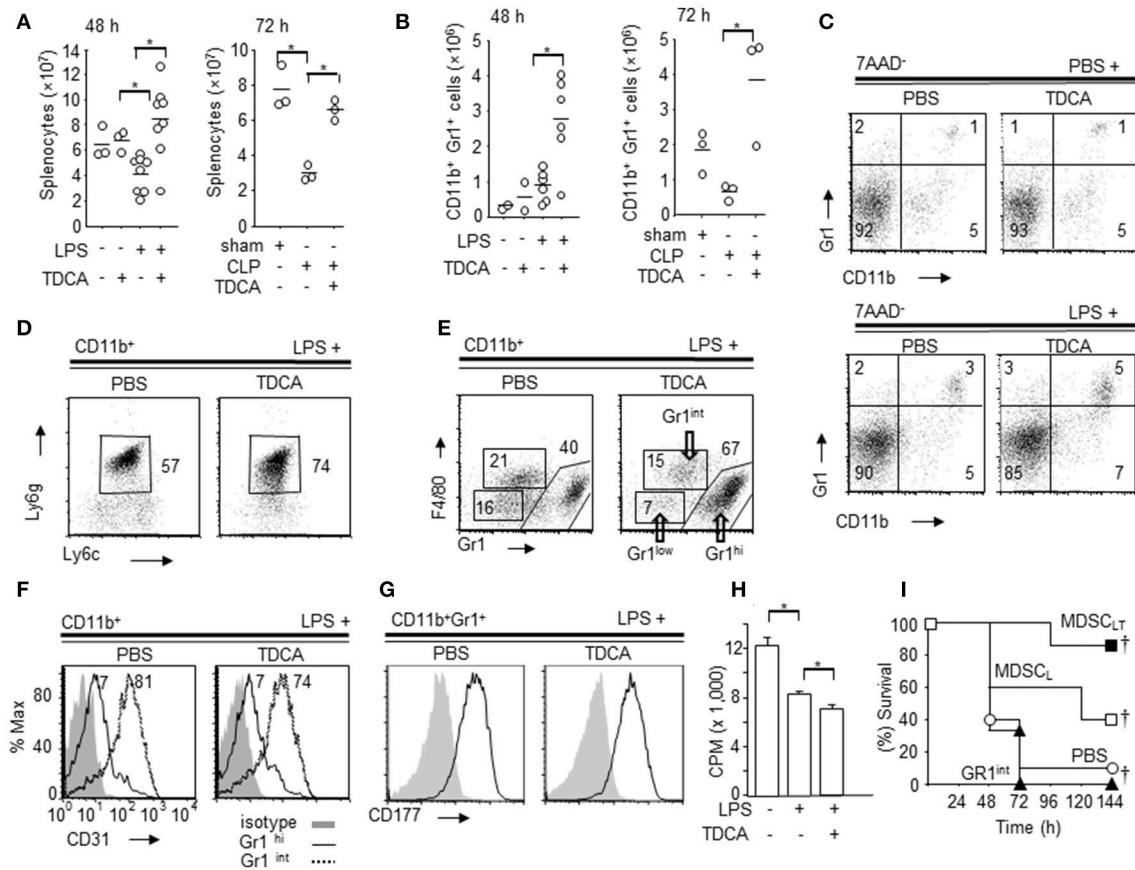 A
48 h
Splenocytes (×10⁷)
14
12
10
8
6
4
2
0
LPS - - + +
TDCA - + - +
*
*
72 h
Splenocytes (×10⁷)
10
8
6
4
2
0
sham + - -
CLP - + +
TDCA - - +
*
*
B
48 h
CD11b⁺ Gr1⁺ cells (×10⁶)
5
4
3
2
1
0
LPS - - + +
TDCA - + - +
*
72 h
CD11b⁺ Gr1⁺ cells (×10⁶)
5
4
3
2
1
0
sham + - -
CLP - + +
TDCA - - +
*
C
7AAD⁻ PBS +
PBS TDCA
2 1 1 1
92 5 93 5
Gr1
CD11b
7AAD⁻ LPS +
PBS TDCA
2 3 3 5
90 5 85 7
Gr1
CD11b
D
CD11b⁺ LPS +
PBS TDCA
57 74
Ly6g
Ly6c
E
CD11b⁺ LPS +
PBS TDCA
Gr1ⁱⁿᵗ
21 40 15 67
16 7
F4/80
Gr1
Gr1ˡᵒʷ Gr1ʰⁱ
F
CD11b⁺ LPS +
PBS TDCA
7 81 7 74
% Max
80
40
0
10⁰ 10¹ 10² 10³ 10⁴
CD31
isotype
Gr1 ʰⁱ
Gr1 ⁱⁿᵗ
G
CD11b⁺Gr1⁺ LPS +
PBS TDCA
CD177
H
CPM (x 1,000)
12
8
4
0
LPS - + +
TDCA - - +
*
*
I
(%) Survival
100
80
60
40
20
0
MDSC_LT †
MDSC_L †
PBS †
GR1ⁱⁿᵗ
24 48 72 96 120 144
Time (h)